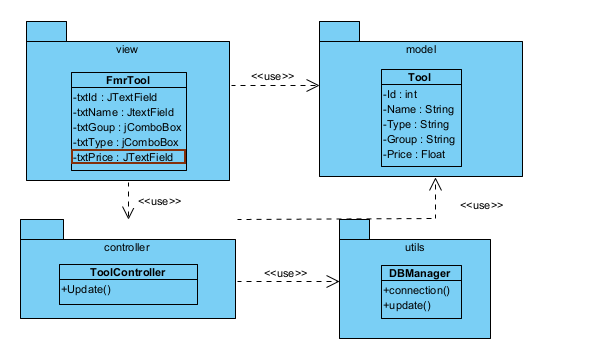 view
FmrTool
-txtId : JTextField
-txtName : JtextField
-txtGoup : jComboBox
-txtType : jComboBox
-txtPrice : JTextField
<<use>>
model
Tool
-Id : int
-Name : String
-Type : String
-Group : String
-Price : Float
<<use>>
<<use>>
controller
ToolController
+Update()
<<use>>
utils
DBManager
+connection()
+update()